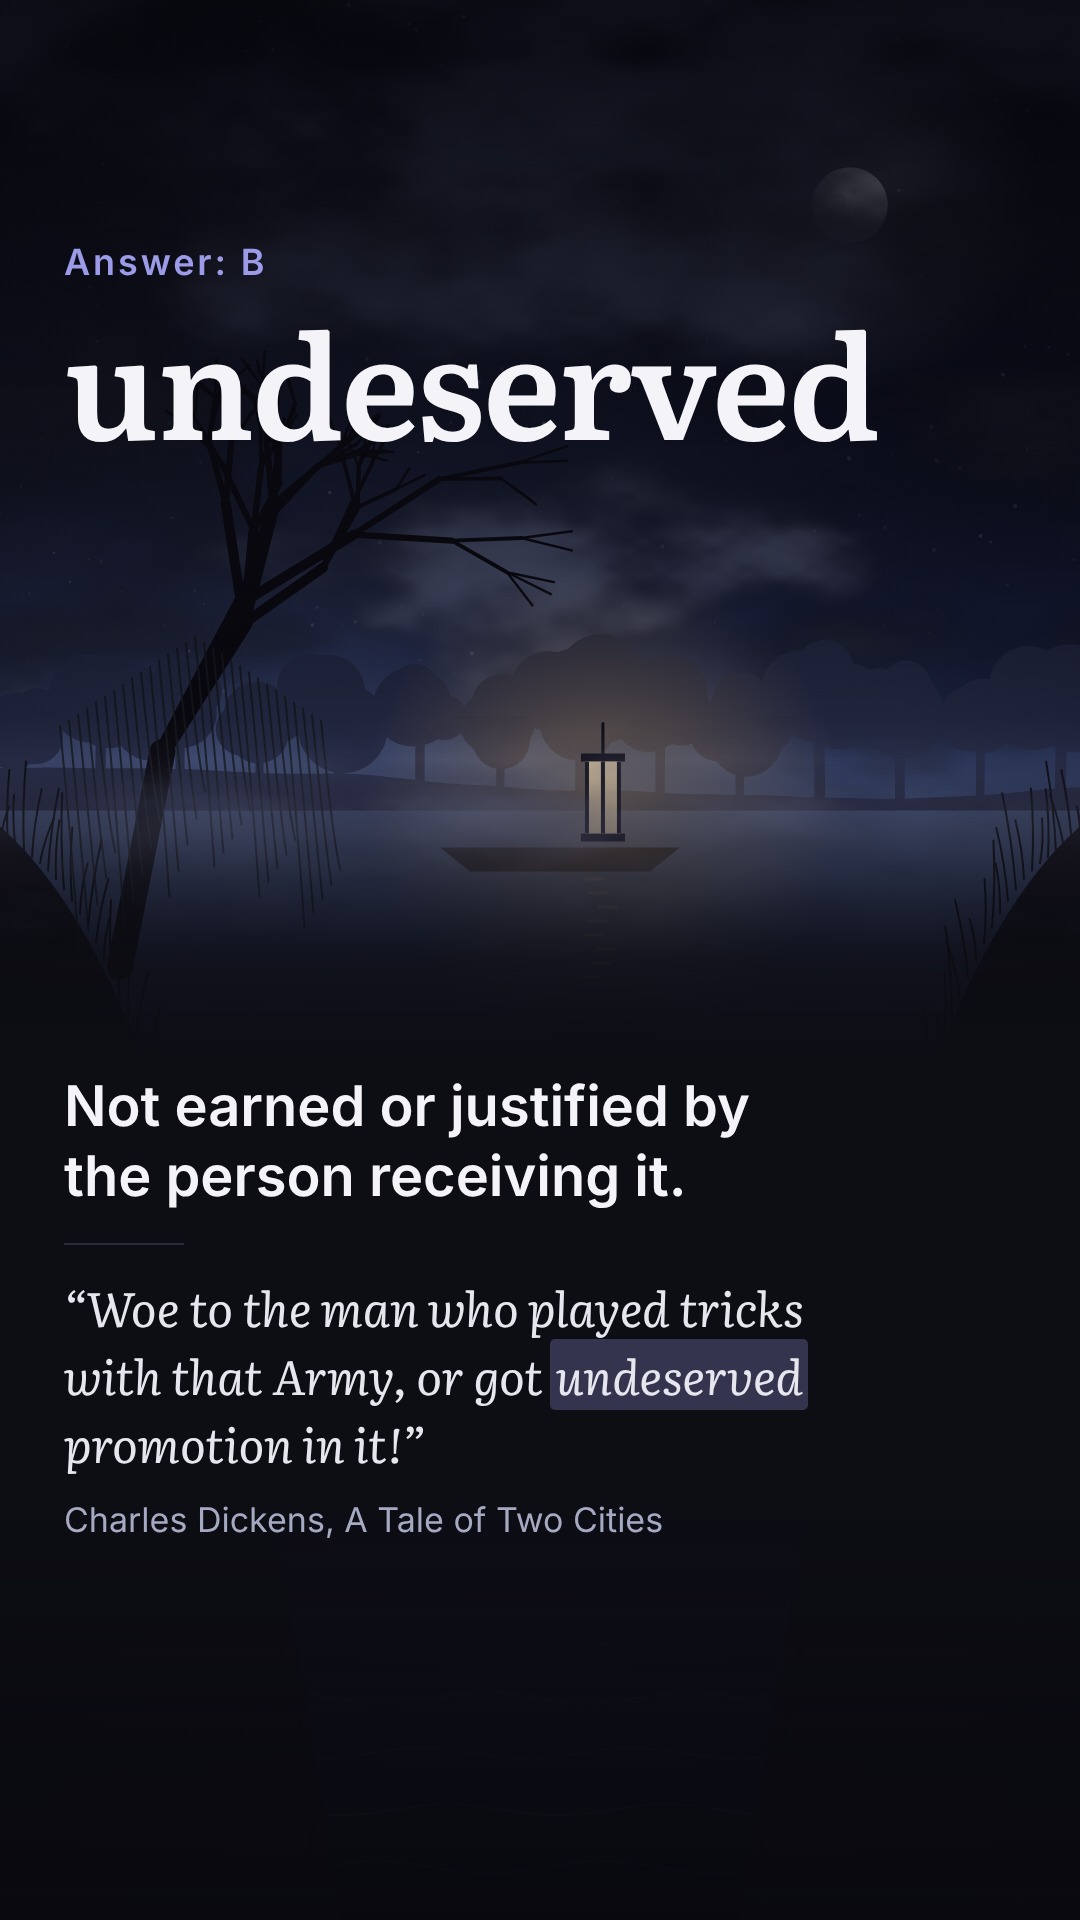 Answer: B
undeserved
Not earned or justified by
the person receiving it.
“Woe to the man who played tricks
with that Army, or got undeserved
promotion in it!”
Charles Dickens, A Tale of Two Cities